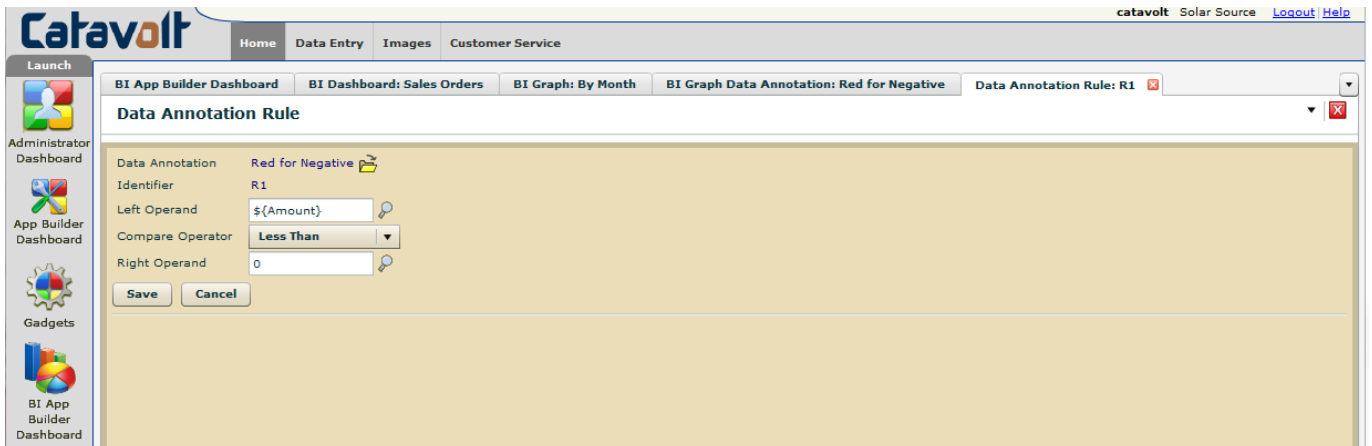 catavolt Solar Source Logout Help
Catavolt
Home Data Entry Images Customer Service
Launch
BI App Builder Dashboard BI Dashboard: Sales Orders BI Graph: By Month BI Graph Data Annotation: Red for Negative Data Annotation Rule: R1
Data Annotation Rule
Administrator
Dashboard
Data Annotation Red for Negative
Identifier R1
Left Operand ${Amount}
App Builder
Dashboard
Compare Operator Less Than
Right Operand 0
Save Cancel
Gadgets
BI App
Builder
Dashboard